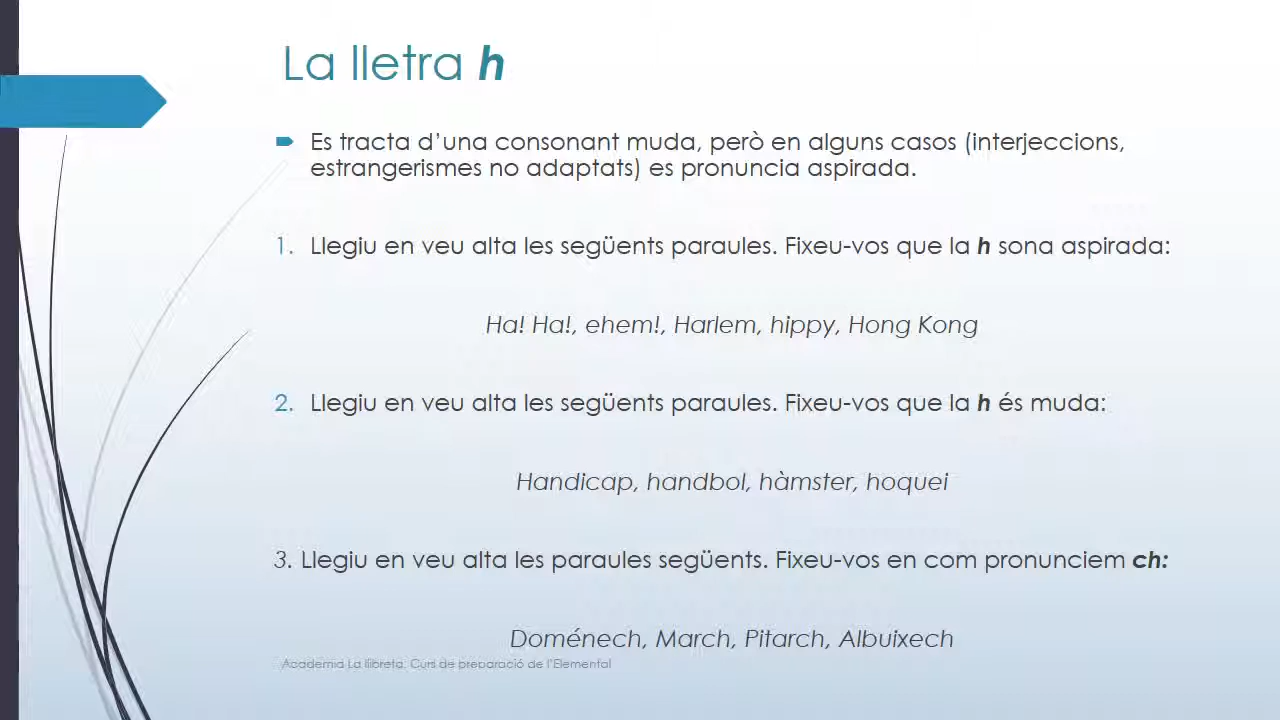 La lletra h
Es tracta d’una consonant muda, però en alguns casos (interjeccions,
estrangerismes no adaptats) es pronuncia aspirada.
1. Llegiu en veu alta les següents paraules. Fixeu-vos que la h sona aspirada:
Ha! Ha!, ehem!, Harlem, hippy, Hong Kong
2. Llegiu en veu alta les següents paraules. Fixeu-vos que la h és muda:
Handicap, handbol, hàmster, hoquei
3. Llegiu en veu alta les paraules següents. Fixeu-vos en com pronunciem ch:
Doménech, March, Pitarch, Albuixech
Academia La llibreta. Curs de preparació de l’Elemental